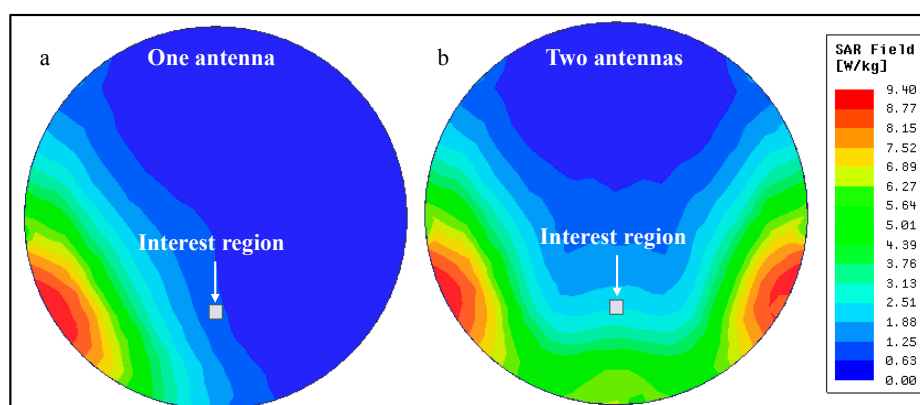 a
One antenna
Interest region
b
Two antennas
Interest region
SAR Field
[W/kg]
9.40
8.77
8.15
7.52
6.89
6.27
5.64
5.01
4.39
3.76
3.13
2.51
1.88
1.25
0.63
0.00